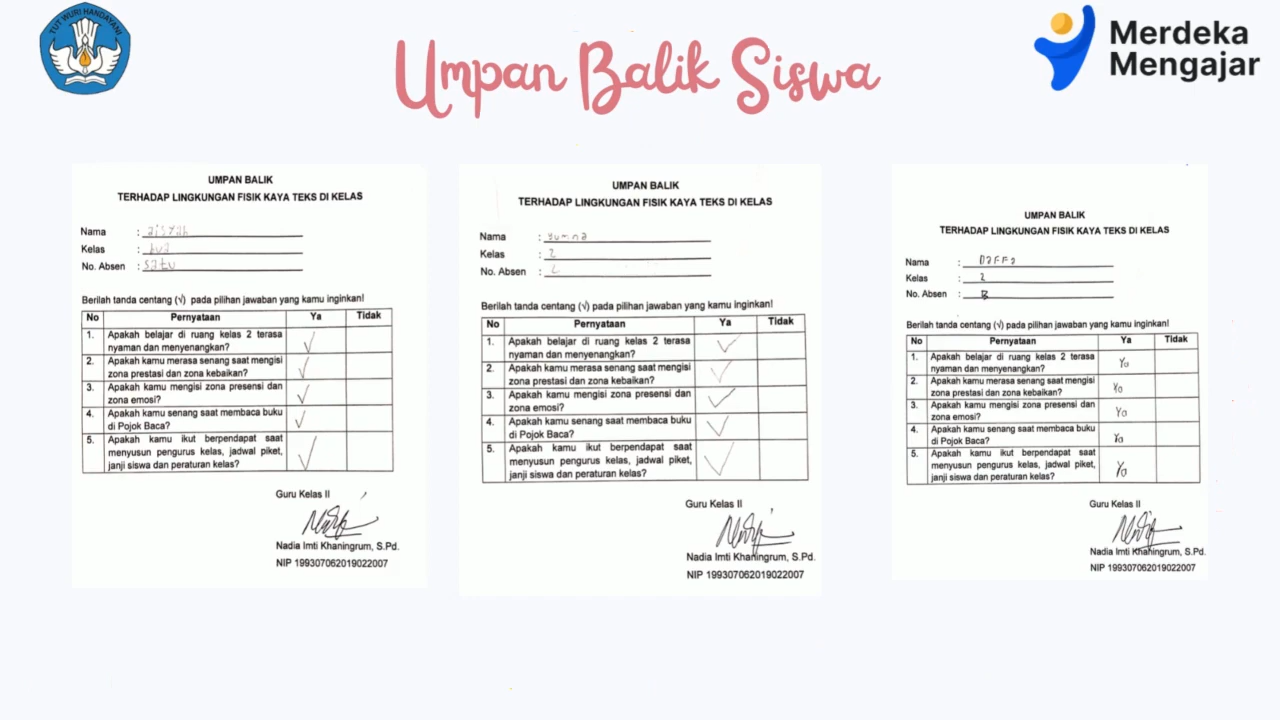 TUT WURI HANDAYANI
Umpan Balik Siswa
Merdeka
Mengajar
UMPAN BALIK
TERHADAP LINGKUNGAN FISIK KAYA TEKS DI KELAS
Nama : aisyah
Kelas : dua
No. Absen : satu
Berilah tanda centang (√) pada pilihan jawaban yang kamu inginkan!
No Pernyataan Ya Tidak
1. Apakah belajar di ruang kelas 2 terasa ✓
nyaman dan menyenangkan?
2. Apakah kamu merasa senang saat mengisi ✓
zona prestasi dan zona kebaikan?
3. Apakah kamu mengisi zona presensi dan ✓
zona emosi?
4. Apakah kamu senang saat membaca buku ✓
di Pojok Baca?
5. Apakah kamu ikut berpendapat saat ✓
menyusun pengurus kelas, jadwal piket,
janji siswa dan peraturan kelas?
Guru Kelas II
Nadia Imti Khaningrum, S.Pd.
NIP 199307062019022007
UMPAN BALIK
TERHADAP LINGKUNGAN FISIK KAYA TEKS DI KELAS
Nama : yumna
Kelas : 2
No. Absen :
Berilah tanda centang (√) pada pilihan jawaban yang kamu inginkan!
No Pernyataan Ya Tidak
1. Apakah belajar di ruang kelas 2 terasa ✓
nyaman dan menyenangkan?
2. Apakah kamu merasa senang saat mengisi ✓
zona prestasi dan zona kebaikan?
3. Apakah kamu mengisi zona presensi dan ✓
zona emosi?
4. Apakah kamu senang saat membaca buku ✓
di Pojok Baca?
5. Apakah kamu ikut berpendapat saat ✓
menyusun pengurus kelas, jadwal piket,
janji siswa dan peraturan kelas?
Guru Kelas II
Nadia Imti Khaningrum, S.Pd.
NIP 199307062019022007
UMPAN BALIK
TERHADAP LINGKUNGAN FISIK KAYA TEKS DI KELAS
Nama : Daffa
Kelas : 2
No. Absen :
Berilah tanda centang (√) pada pilihan jawaban yang kamu inginkan!
No Pernyataan Ya Tidak
1. Apakah belajar di ruang kelas 2 terasa Ya
nyaman dan menyenangkan?
2. Apakah kamu merasa senang saat mengisi Ya
zona prestasi dan zona kebaikan?
3. Apakah kamu mengisi zona presensi dan Ya
zona emosi?
4. Apakah kamu senang saat membaca buku Ya
di Pojok Baca?
5. Apakah kamu ikut berpendapat saat Ya
menyusun pengurus kelas, jadwal piket,
janji siswa dan peraturan kelas?
Guru Kelas II
Nadia Imti Khaningrum, S.Pd.
NIP 199307062019022007